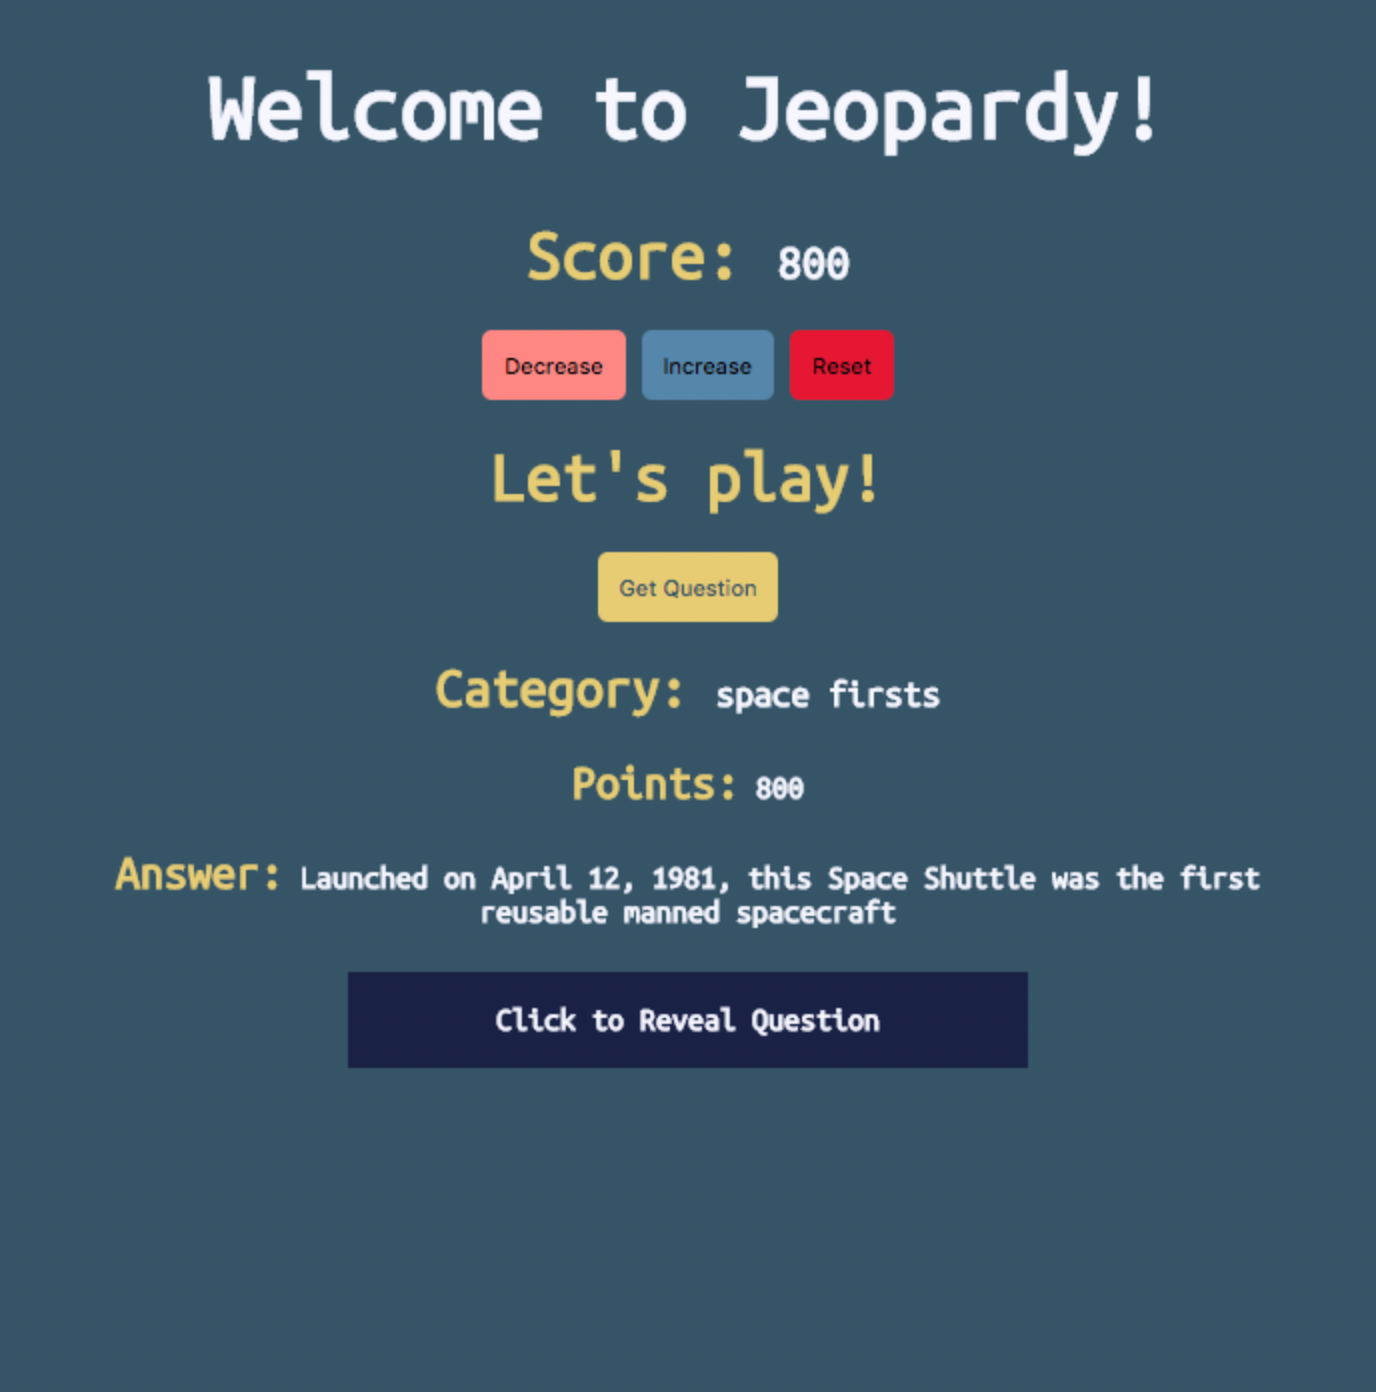 Welcome to Jeopardy!
Score: 800
Decrease Increase Reset
Let's play!
Get Question
Category: space firsts
Points: 800
Answer: Launched on April 12, 1981, this Space Shuttle was the first
reusable manned spacecraft
Click to Reveal Question